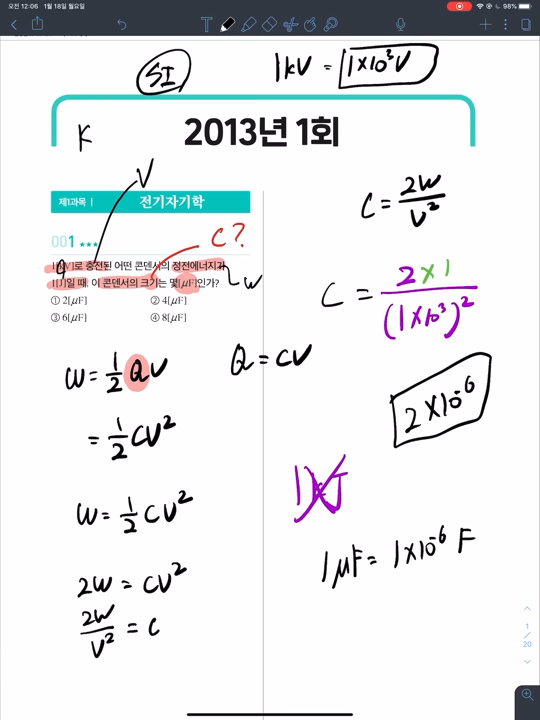 오전 12:06 1월 18일 월요일
98%
SI
1kV = 1×10³V
K
2013년 1회
V
제1과목 | 전기자기학
C?
001 ★★★
로 충전된 어떤 콘덴서의 정전에너지가
2W
1[J]일 때, 이 콘덴서의 크기는 몇 [μF]인가?
① 2[μF] ② 4[μF]
③ 6[μF] ④ 8[μF]
W = 1/2 QV
Q = CV
= 1/2 CV²
W = 1/2 CV²
2W = CV²
2W/V² = C
C = 2W/V²
C = 2×1/(1×10³)²
2×10⁻⁶
1μF = 1×10⁻⁶ F
1
/
20